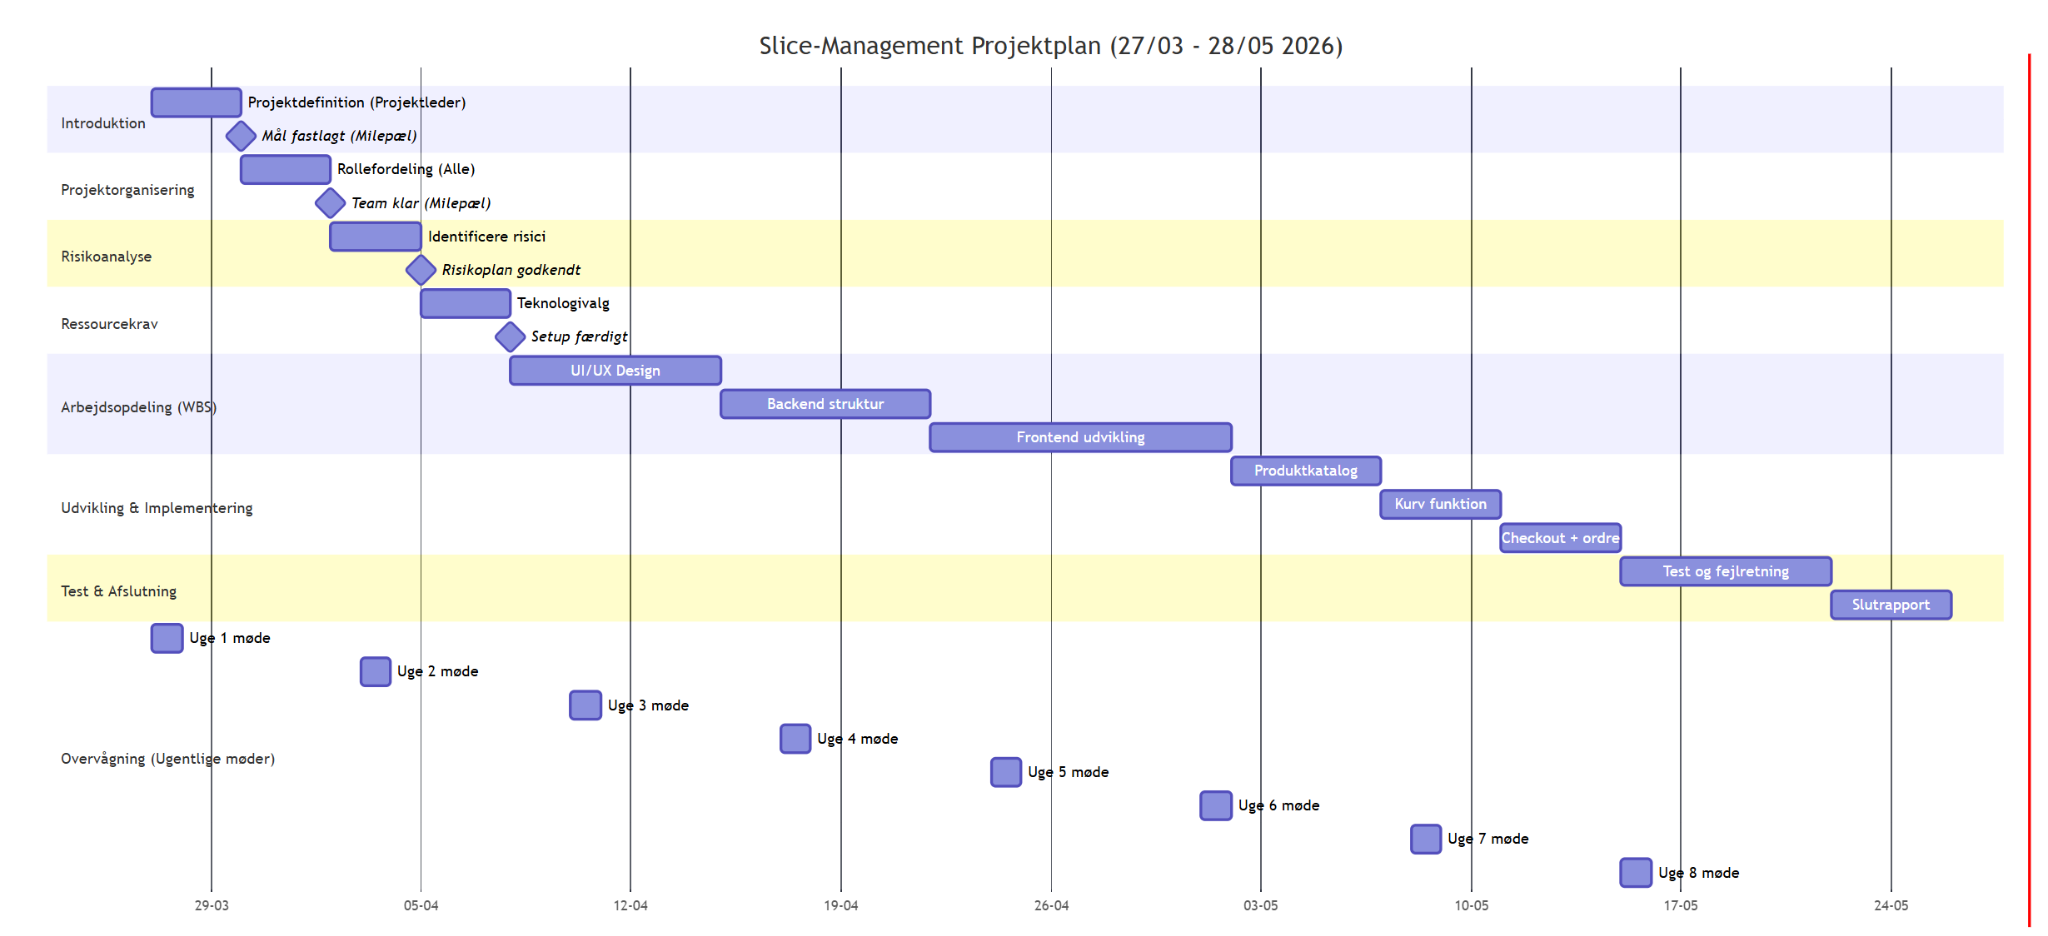 Slice-Management Projektplan (27/03 - 28/05 2026)
Introduktion
Projektdefinition (Projektleder)
Mål fastlagt (Milepæl)
Projektorganisering
Rollefordeling (Alle)
Team klar (Milepæl)
Risikoanalyse
Identificere risici
Risikoplan godkendt
Ressourcekrav
Teknologivalg
Setup færdigt
Arbejdsopdeling (WBS)
UI/UX Design
Backend struktur
Frontend udvikling
Udvikling & Implementering
Produktkatalog
Kurv funktion
Checkout + ordre
Test & Afslutning
Test og fejlretning
Slutrapport
Overvågning (Ugentlige møder)
Uge 1 møde
Uge 2 møde
Uge 3 møde
Uge 4 møde
Uge 5 møde
Uge 6 møde
Uge 7 møde
Uge 8 møde
29-03 05-04 12-04 19-04 26-04 03-05 10-05 17-05 24-05